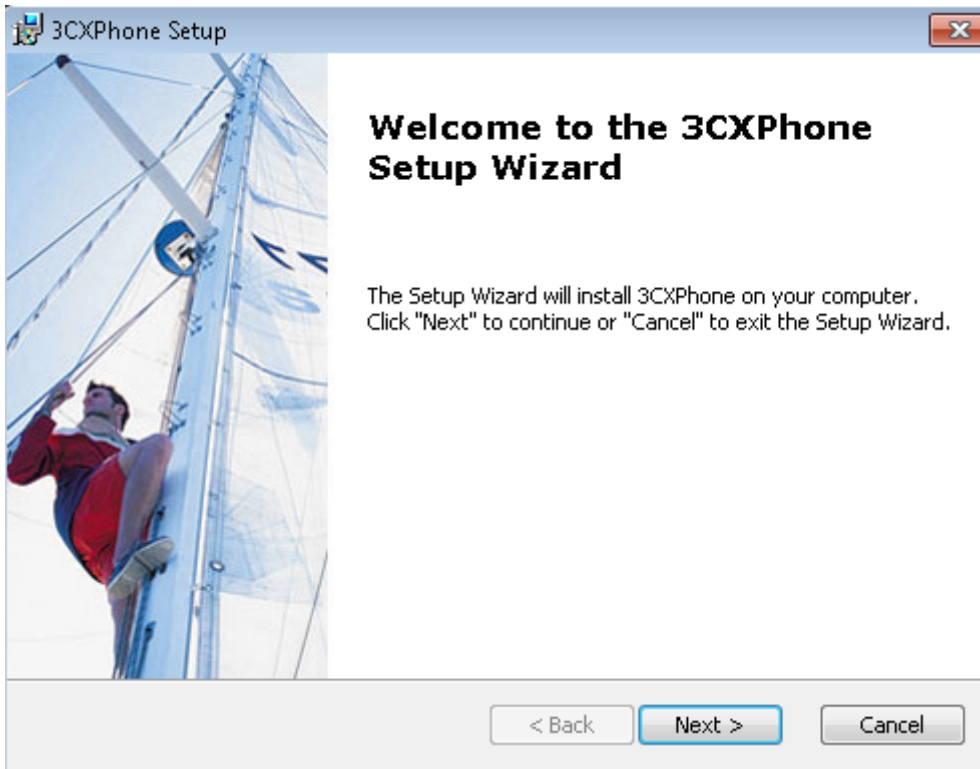 3CXPhone Setup
Welcome to the 3CXPhone
Setup Wizard
The Setup Wizard will install 3CXPhone on your computer.
Click "Next" to continue or "Cancel" to exit the Setup Wizard.
< Back
Next >
Cancel